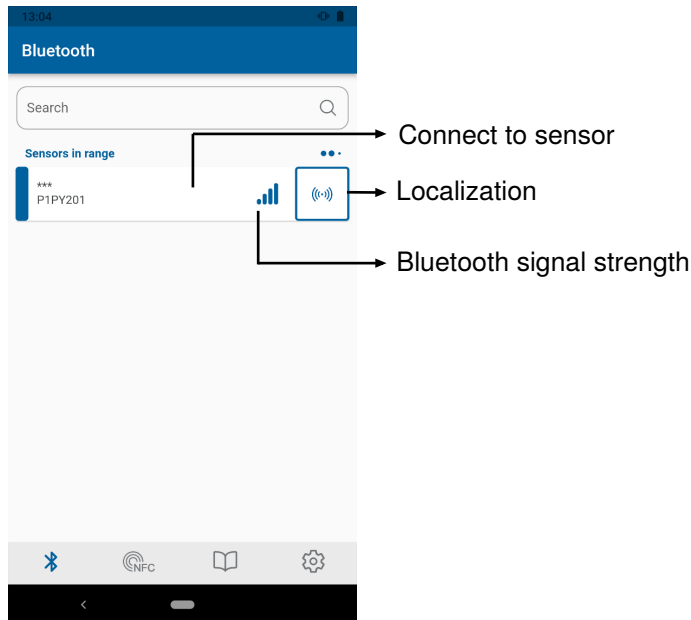 13:04
Bluetooth
Search
Connect to sensor
Sensors in range
***
P1PY201
Localization
Bluetooth signal strength
NFC